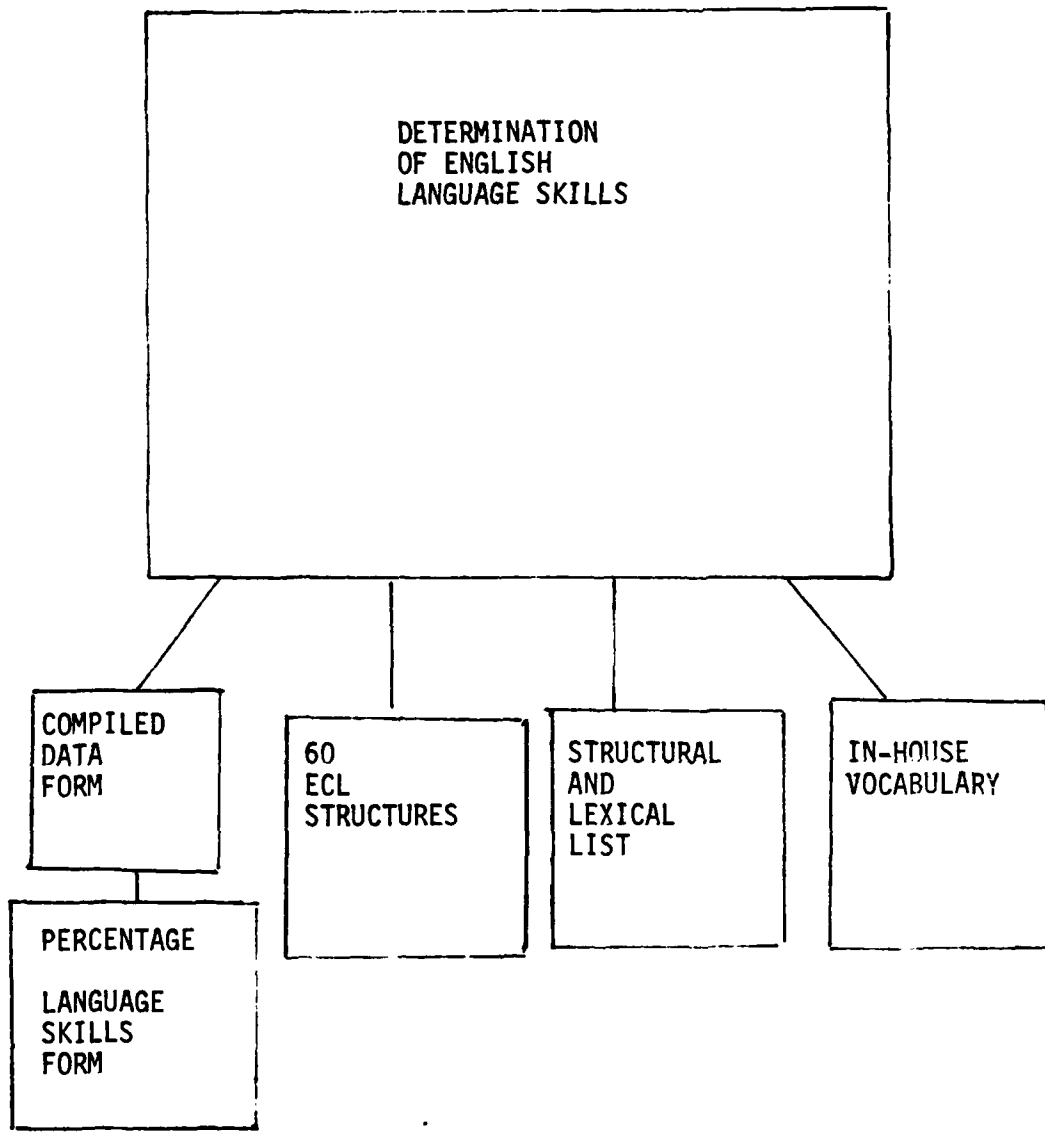 DETERMINATION
OF ENGLISH
LANGUAGE SKILLS
COMPILED
DATA
FORM
60
ECL
STRUCTURES
STRUCTURAL
AND
LEXICAL
LIST
IN-HOUSE
VOCABULARY
PERCENTAGE
LANGUAGE
SKILLS
FORM